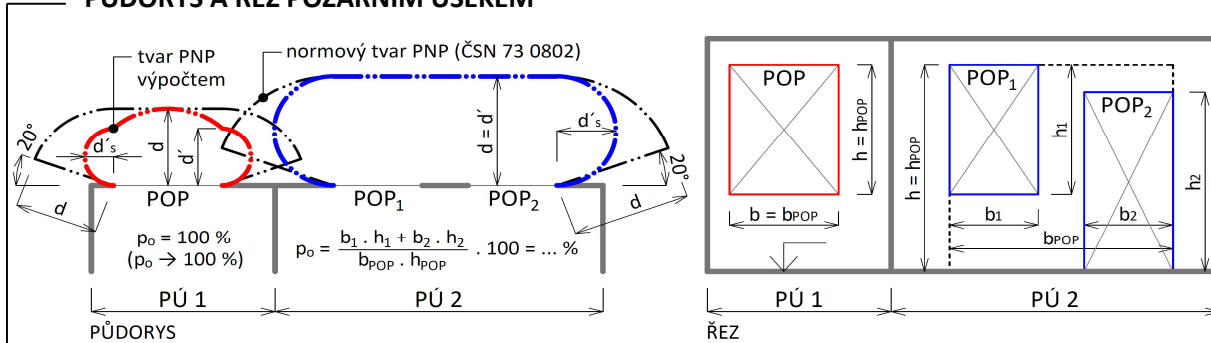 PŮDORYS A ŘEZ POŽÁRNÍM ÚSEKEM
tvar PNP
výpočtem
normový tvar PNP (ČSN 73 0802)
20°
d´s
d
d´
d
POP
d = d´
d´s
20°
d
POP1
POP2
po = 100 %
(po → 100 %)
po = b1 . h1 + b2 . h2 / bPOP . hPOP . 100 = ... %
PÚ 1
PÚ 2
PŮDORYS
POP
h = hPOP
b = bPOP
h = hPOP
POP1
h1
POP2
h2
b1
b2
bPOP
PÚ 1
PÚ 2
ŘEZ